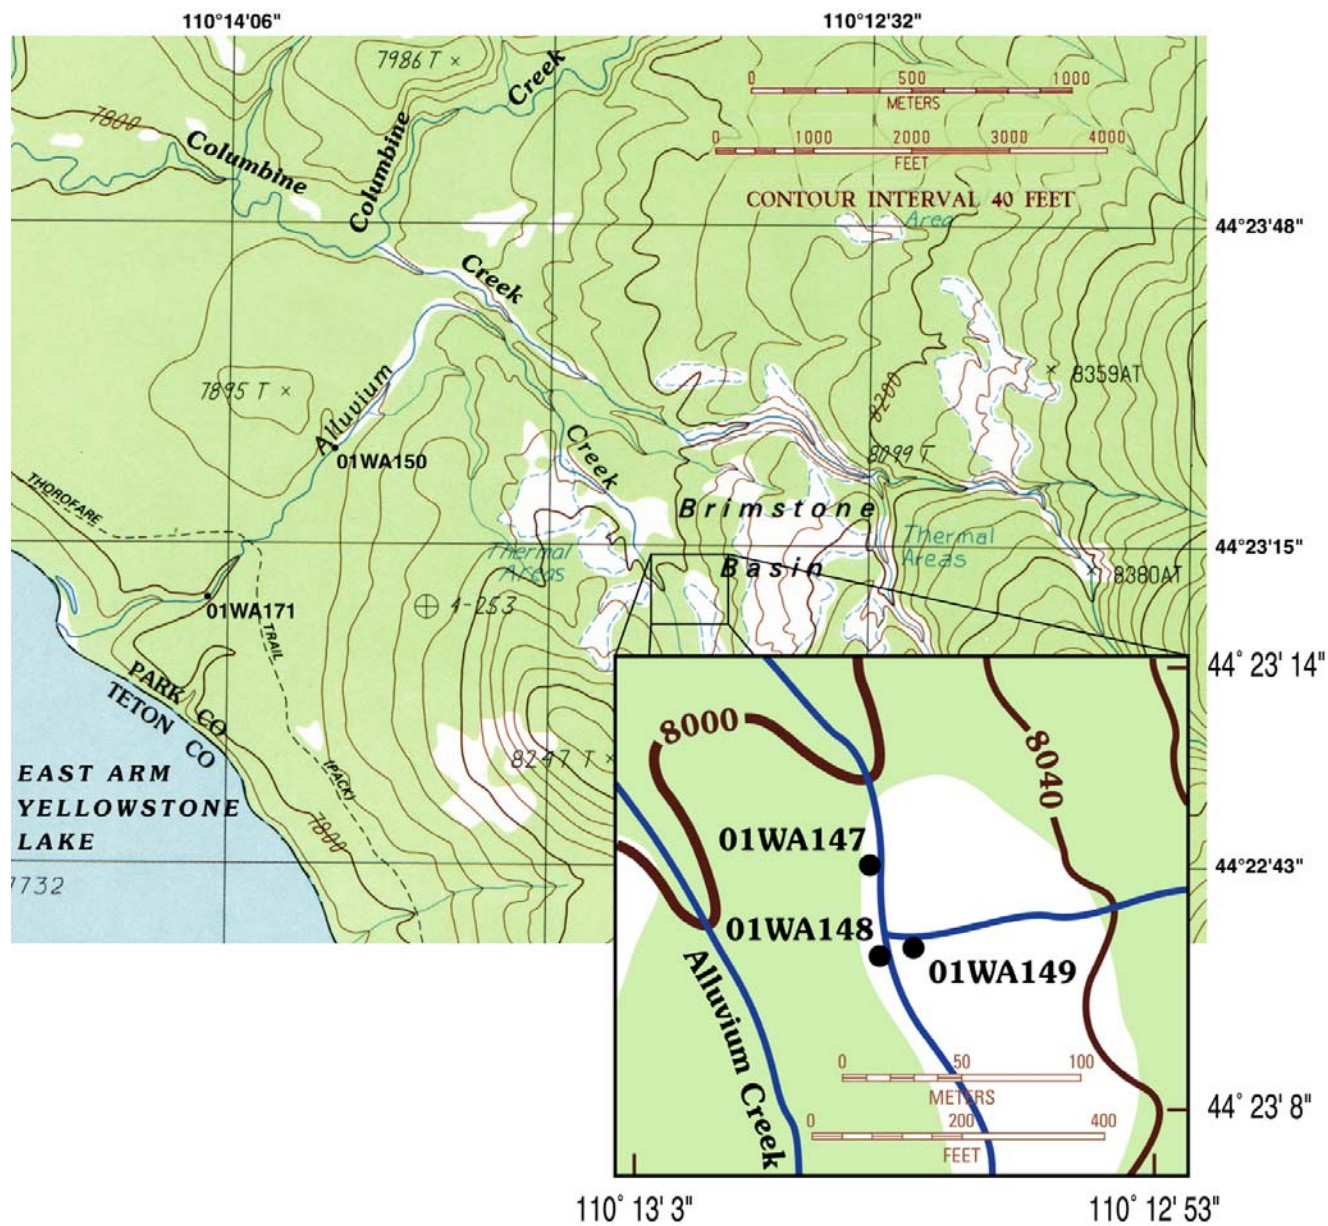 110°14'06"
110°12'32"
7986 T ×
Creek
0 500 1000
METERS
7800
Columbine
Columbine
0 1000 2000 3000 4000
FEET
CONTOUR INTERVAL 40 FEET
Area
44°23'48"
Creek
8200
8359AT
7895 T ×
Alluvium
Creek
01WA150
8099 T
THOROFARE
Brimstone
Thermal
Areas
Thermal
Areas
44°23'15"
Basin
8380AT
4-253
01WA171
TRAIL
PARK CO
TETON CO
44° 23' 14"
8000
8040
(PACK)
8247 T ×
EAST ARM
YELLOWSTONE
LAKE
7800
01WA147
44°22'43"
7732
01WA148
01WA149
Alluvium Creek
0 50 100
METERS
44° 23' 8"
0 200 400
FEET
110° 13' 3"
110° 12' 53"